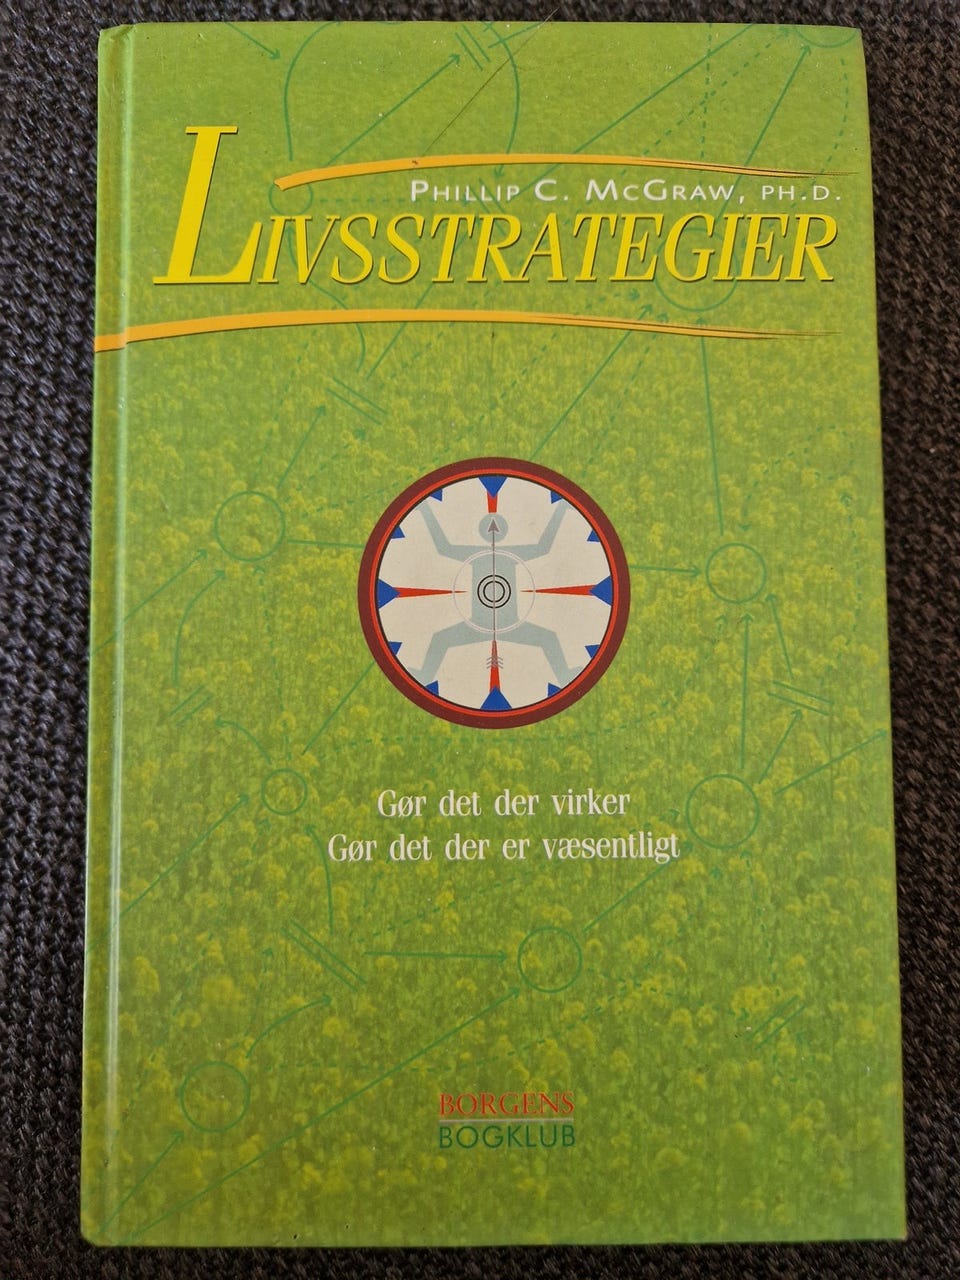 PHILLIP C. MCGRAW, PH.D.
LIVSSTRATEGIER
Gør det der virker
Gør det der er væsentligt
BORGENS
BOGKLUB